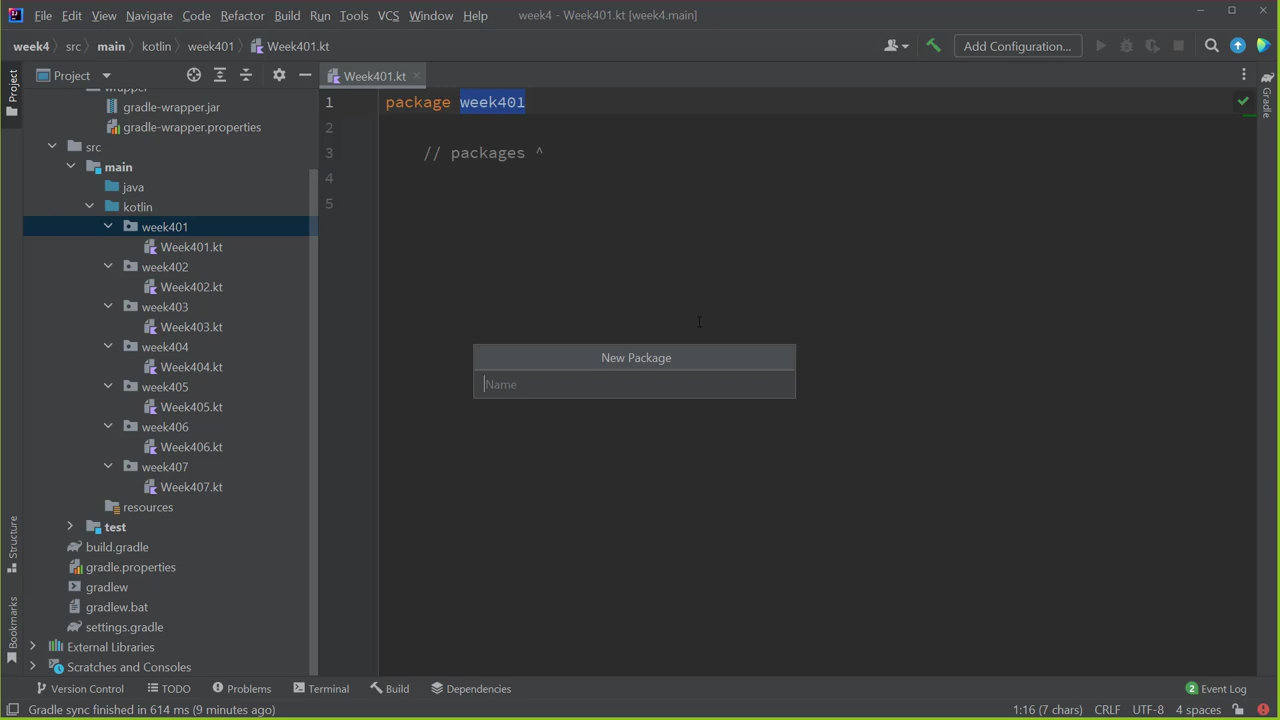 File Edit View Navigate Code Refactor Build Run Tools VCS Window Help week4 - Week401.kt [week4.main]
week4 src main kotlin week401 Week401.kt Add Configuration...
Project Project Week401.kt
wrapper
gradle-wrapper.jar
gradle-wrapper.properties
src
main
java
kotlin
week401
Week401.kt
week402
Week402.kt
week403
Week403.kt
week404
Week404.kt
week405
Week405.kt
week406
Week406.kt
week407
Week407.kt
resources
test
build.gradle
gradle.properties
gradlew
gradlew.bat
settings.gradle
External Libraries
Scratches and Consoles
Structure
Bookmarks
1 package week401
2
3 // packages ^
4
5
New Package
Name
Gradle
Version Control TODO Problems Terminal Build Dependencies 2 Event Log
Gradle sync finished in 614 ms (9 minutes ago) 1:16 (7 chars) CRLF UTF-8 4 spaces